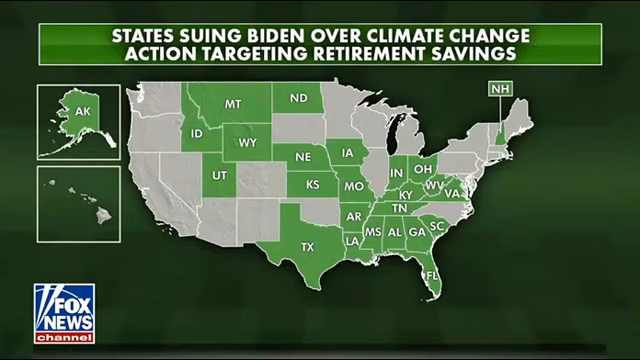 STATES SUING BIDEN OVER CLIMATE CHANGE
ACTION TARGETING RETIREMENT SAVINGS
NH
AK
MT
ND
ID
WY
NE
IA
IN
OH
UT
KS
MO
KY
WV
VA
TN
AR
SC
TX
LA
MS
AL
GA
FL
FOX
NEWS
channel